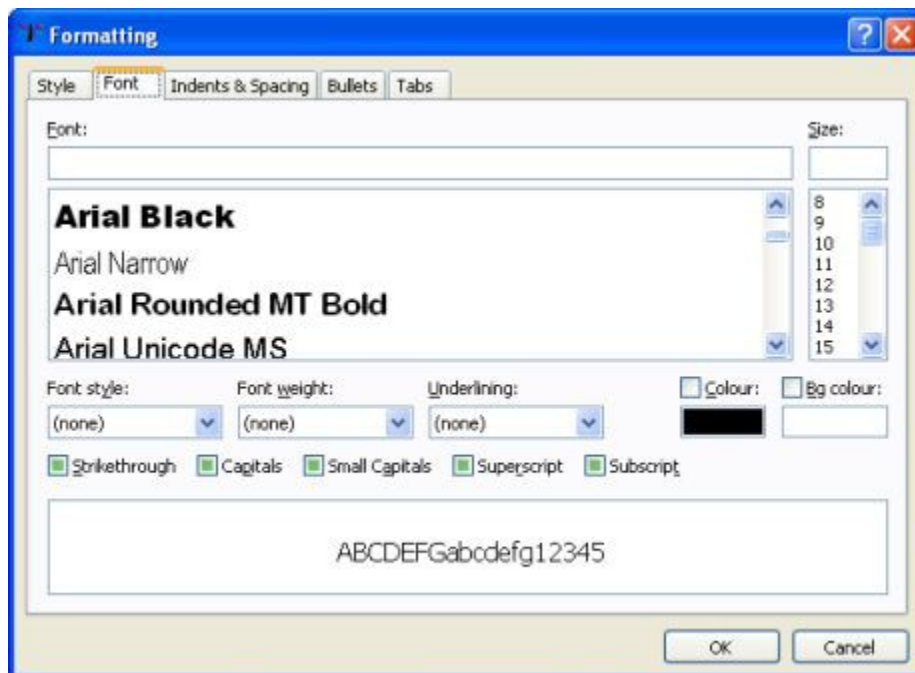 Formatting
Style Font Indents & Spacing Bullets Tabs
Font: Size:
Arial Black
Arial Narrow
Arial Rounded MT Bold
Arial Unicode MS
8
9
10
11
12
13
14
15
Font style: Font weight: Underlining: Colour: Bg colour:
(none) (none) (none)
Strikethrough Capitals Small Capitals Superscript Subscript
ABCDEFGabcdefg12345
OK Cancel